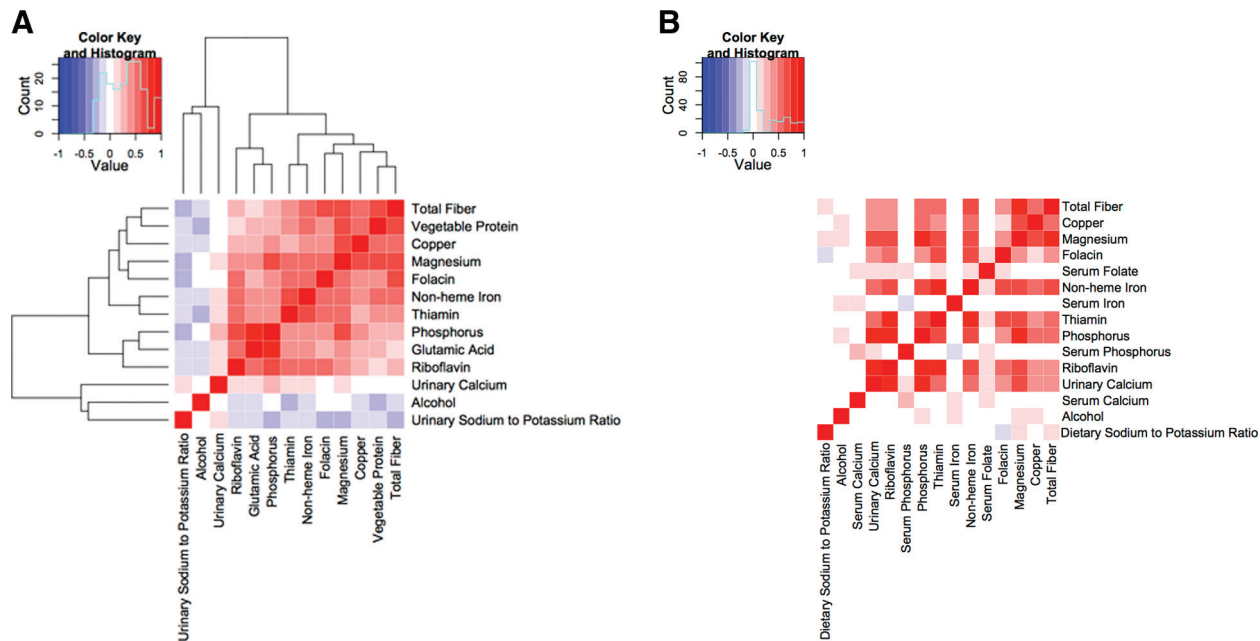 A
Color Key
and Histogram
Count
0 10 20
-1 -0.5 0 0.5 1
Value
Total Fiber
Vegetable Protein
Copper
Magnesium
Folacin
Non-heme Iron
Thiamin
Phosphorus
Glutamic Acid
Riboflavin
Urinary Calcium
Alcohol
Urinary Sodium to Potassium Ratio
Urinary Sodium to Potassium Ratio
Alcohol
Urinary Calcium
Riboflavin
Glutamic Acid
Phosphorus
Thiamin
Non-heme Iron
Folacin
Magnesium
Copper
Vegetable Protein
Total Fiber
B
Color Key
and Histogram
Count
0 40 80
-1 -0.5 0 0.5 1
Value
Total Fiber
Copper
Magnesium
Folacin
Serum Folate
Non-heme Iron
Serum Iron
Thiamin
Phosphorus
Serum Phosphorus
Riboflavin
Urinary Calcium
Serum Calcium
Alcohol
Dietary Sodium to Potassium Ratio
Dietary Sodium to Potassium Ratio
Alcohol
Serum Calcium
Urinary Calcium
Riboflavin
Serum Phosphorus
Phosphorus
Thiamin
Serum Iron
Non-heme Iron
Serum Folate
Folacin
Magnesium
Copper
Total Fiber